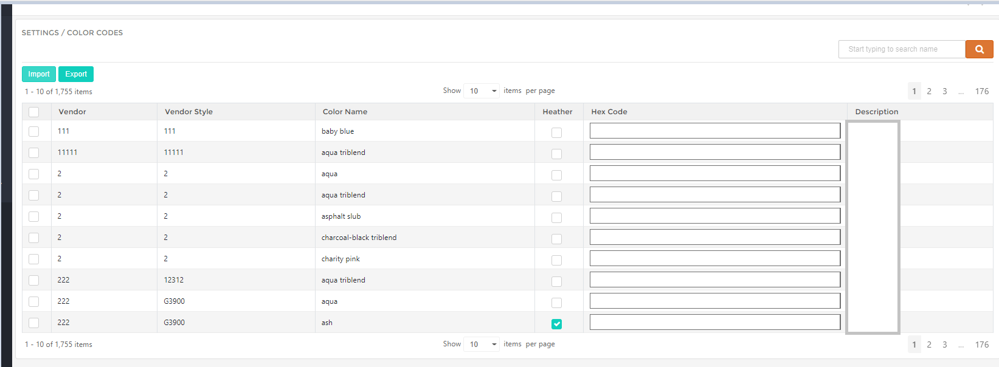 SETTINGS / COLOR CODES
Start typing to search name
Import Export
1 - 10 of 1,755 items Show 10 items per page 1 2 3 ... 176
Vendor Vendor Style Color Name Heather Hex Code Description
111 111 baby blue
11111 11111 aqua triblend
2 2 aqua
2 2 aqua triblend
2 2 asphalt slub
2 2 charcoal-black triblend
2 2 charity pink
222 12312 aqua triblend
222 G3900 aqua
222 G3900 ash
1 - 10 of 1,755 items Show 10 items per page 1 2 3 ... 176